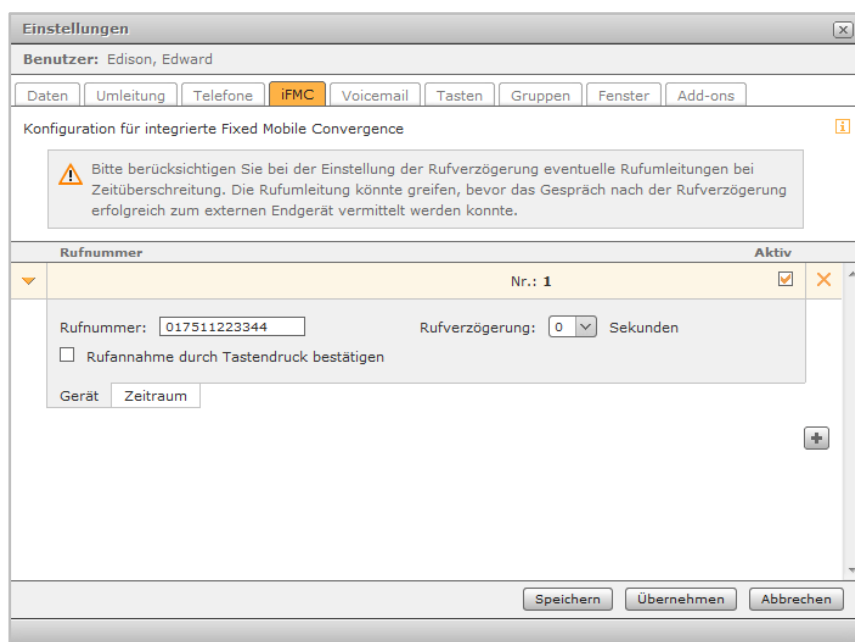 Einstellungen
Benutzer: Edison, Edward
Daten Umleitung Telefone iFMC Voicemail Tasten Gruppen Fenster Add-ons
Konfiguration für integrierte Fixed Mobile Convergence
Bitte berücksichtigen Sie bei der Einstellung der Rufverzögerung eventuelle Rufumleitungen bei
Zeitüberschreitung. Die Rufumleitung könnte greifen, bevor das Gespräch nach der Rufverzögerung
erfolgreich zum externen Endgerät vermittelt werden konnte.
Rufnummer Aktiv
Nr.: 1
Rufnummer: 017511223344 Rufverzögerung: 0 Sekunden
Rufannahme durch Tastendruck bestätigen
Gerät Zeitraum
Speichern Übernehmen Abbrechen